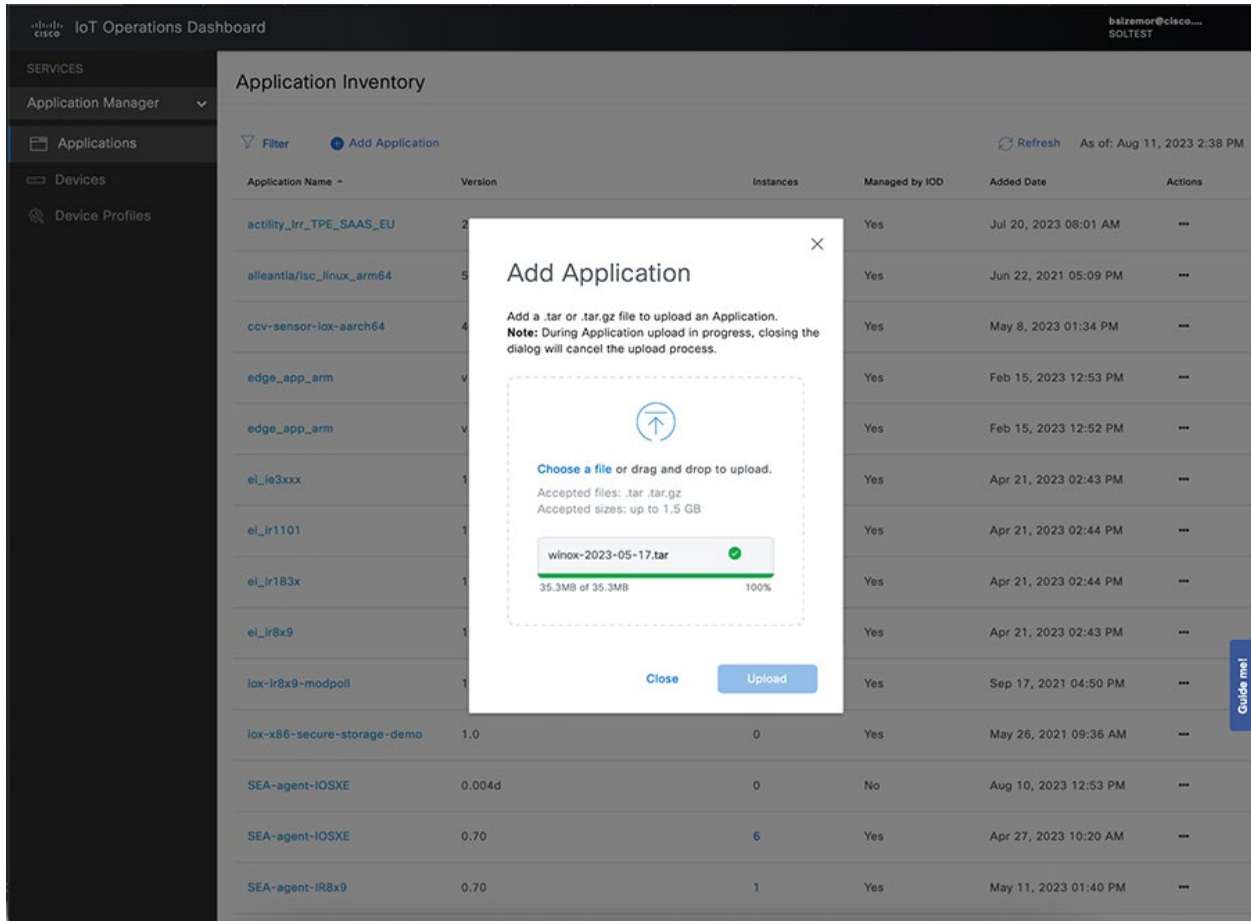 cisco IoT Operations Dashboard
bsizemor@cisco....
SOLTEST
SERVICES
Application Manager
Applications
Devices
Device Profiles
Application Inventory
Filter Add Application Refresh As of: Aug 11, 2023 2:38 PM
Application Name Version Instances Managed by IOD Added Date Actions
actility_lrr_TPE_SAAS_EU 2 Yes Jul 20, 2023 08:01 AM
alleantia/isc_linux_arm64 5 Yes Jun 22, 2021 05:09 PM
ccv-sensor-iox-aarch64 4 Yes May 8, 2023 01:34 PM
edge_app_arm v Yes Feb 15, 2023 12:53 PM
edge_app_arm v Yes Feb 15, 2023 12:52 PM
ei_ie3xxx 1 Yes Apr 21, 2023 02:43 PM
ei_ir1101 1 Yes Apr 21, 2023 02:44 PM
ei_ir183x 1 Yes Apr 21, 2023 02:44 PM
ei_ir8x9 1 Yes Apr 21, 2023 02:43 PM
iox-ir8x9-modpoll 1 Yes Sep 17, 2021 04:50 PM
iox-x86-secure-storage-demo 1.0 0 Yes May 26, 2021 09:36 AM
SEA-agent-IOSXE 0.004d 0 No Aug 10, 2023 12:53 PM
SEA-agent-IOSXE 0.70 6 Yes Apr 27, 2023 10:20 AM
SEA-agent-IR8x9 0.70 1 Yes May 11, 2023 01:40 PM
Add Application
Add a .tar or .tar.gz file to upload an Application.
Note: During Application upload in progress, closing the
dialog will cancel the upload process.
Choose a file or drag and drop to upload.
Accepted files: .tar .tar.gz
Accepted sizes: up to 1.5 GB
winox-2023-05-17.tar
35.3MB of 35.3MB 100%
Close Upload
Guide me!